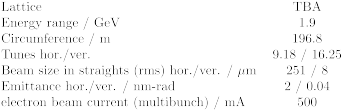 Lattice TBA
Energy range / GeV 1.9
Circumference / m 196.8
Tunes hor./ver. 9.18 / 16.25
Beam size in straights (rms) hor./ver. / μm 251 / 8
Emittance hor./ver. / nm-rad 2 / 0.04
electron beam current (multibunch) / mA 500